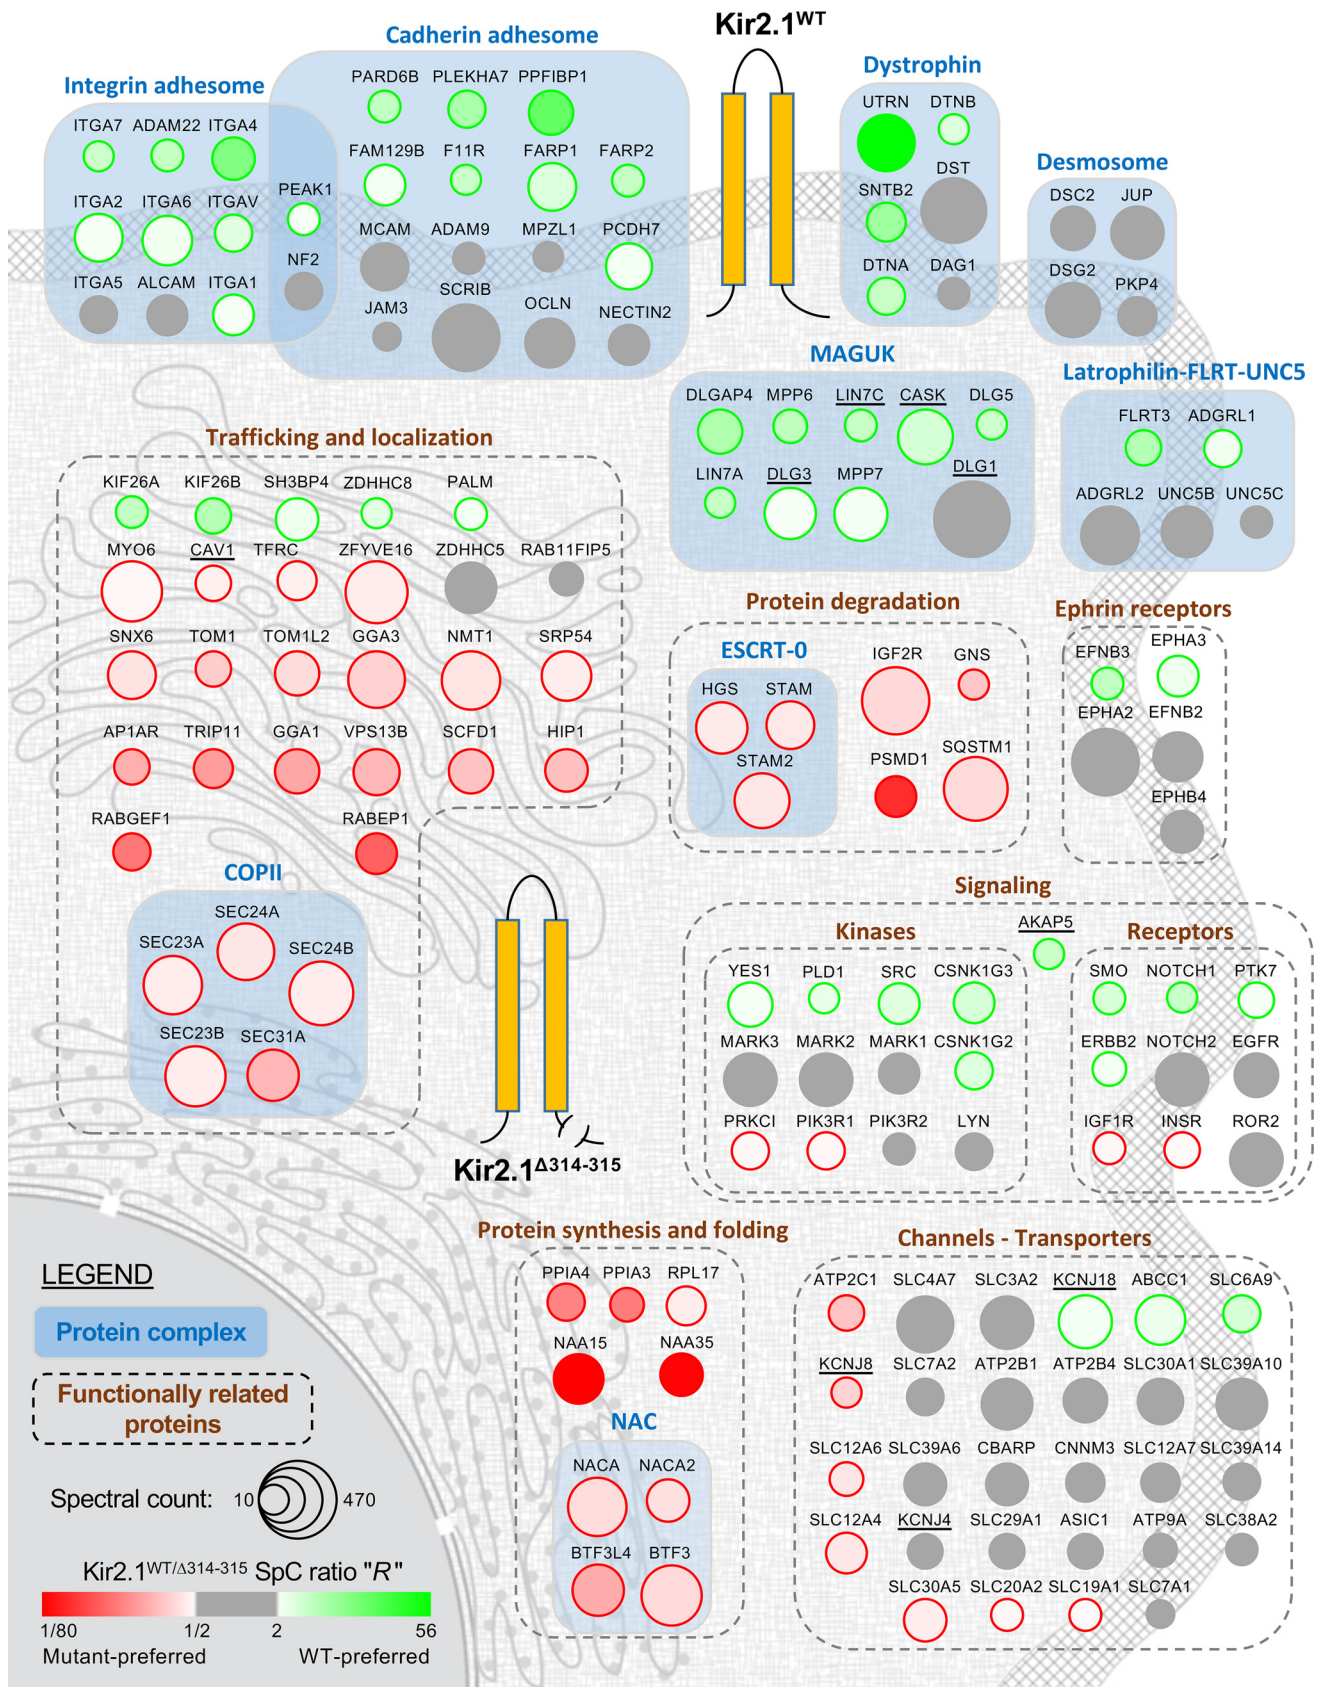 Kir2.1WT
Cadherin adhesome
Integrin adhesome
Dystrophin
Desmosome
PARD6B PLEKHA7 PPFIBP1
ITGA7 ADAM22 ITGA4
FAM129B F11R FARP1 FARP2
PEAK1
ITGA2 ITGA6 ITGAV
MCAM ADAM9 MPZL1 PCDH7
NF2
ITGA5 ALCAM ITGA1
SCRIB
JAM3 OCLN NECTIN2
UTRN DTNB
DST
SNTB2
DTNA DAG1
DSC2 JUP
DSG2 PKP4
MAGUK
DLGAP4 MPP6 LIN7C CASK DLG5
LIN7A DLG3 MPP7 DLG1
Latrophilin-FLRT-UNC5
FLRT3 ADGRL1
ADGRL2 UNC5B UNC5C
Trafficking and localization
KIF26A KIF26B SH3BP4 ZDHHC8 PALM
MYO6 CAV1 TFRC ZFYVE16 ZDHHC5 RAB11FIP5
SNX6 TOM1 TOM1L2 GGA3 NMT1 SRP54
AP1AR TRIP11 GGA1 VPS13B SCFD1 HIP1
RABGEF1 RABEP1
COPII
SEC24A
SEC23A SEC24B
SEC23B SEC31A
Protein degradation
ESCRT-0
IGF2R GNS
HGS STAM
STAM2
PSMD1 SQSTM1
Ephrin receptors
EFNB3 EPHA3
EPHA2 EFNB2
EPHB4
Kir2.1Δ314-315
Signaling
AKAP5
Kinases
YES1 PLD1 SRC CSNK1G3
MARK3 MARK2 MARK1 CSNK1G2
PRKCI PIK3R1 PIK3R2 LYN
Receptors
SMO NOTCH1 PTK7
ERBB2 NOTCH2 EGFR
IGF1R INSR ROR2
Protein synthesis and folding
PPIA4 PPIA3 RPL17
NAA15 NAA35
NAC
NACA NACA2
BTF3L4 BTF3
Channels - Transporters
ATP2C1 SLC4A7 SLC3A2 KCNJ18 ABCC1 SLC6A9
KCNJ8 SLC7A2 ATP2B1 ATP2B4 SLC30A1 SLC39A10
SLC12A6 SLC39A6 CBARP CNNM3 SLC12A7 SLC39A14
SLC12A4 KCNJ4 SLC29A1 ASIC1 ATP9A SLC38A2
SLC30A5 SLC20A2 SLC19A1 SLC7A1
LEGEND
Protein complex
Functionally related
proteins
Spectral count: 10 470
Kir2.1WT/Δ314-315 SpC ratio "R"
1/80 1/2 2 56
Mutant-preferred WT-preferred